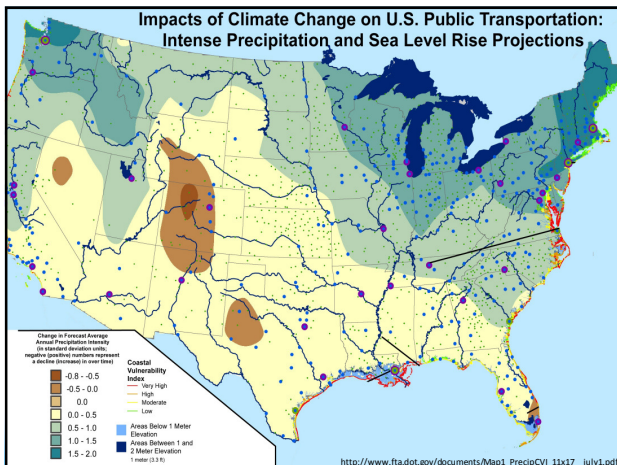 Impacts of Climate Change on U.S. Public Transportation:
Intense Precipitation and Sea Level Rise Projections
Change in Forecast Average
Annual Precipitation Intensity
(in standard deviation units;
negative (positive) numbers represent
a decline (increase) in over time)
-0.8 - -0.5
-0.5 - 0.0
0.0
0.0 - 0.5
0.5 - 1.0
1.0 - 1.5
1.5 - 2.0
Coastal
Vulnerability
Index
Very High
High
Moderate
Low
Areas Below 1 Meter
Elevation
Areas Between 1 and
2 Meter Elevation
1 meter (3.3 ft)
http://www.fta.dot.gov/documents/Map1_PrecipCVI_11x17__july1.pdf